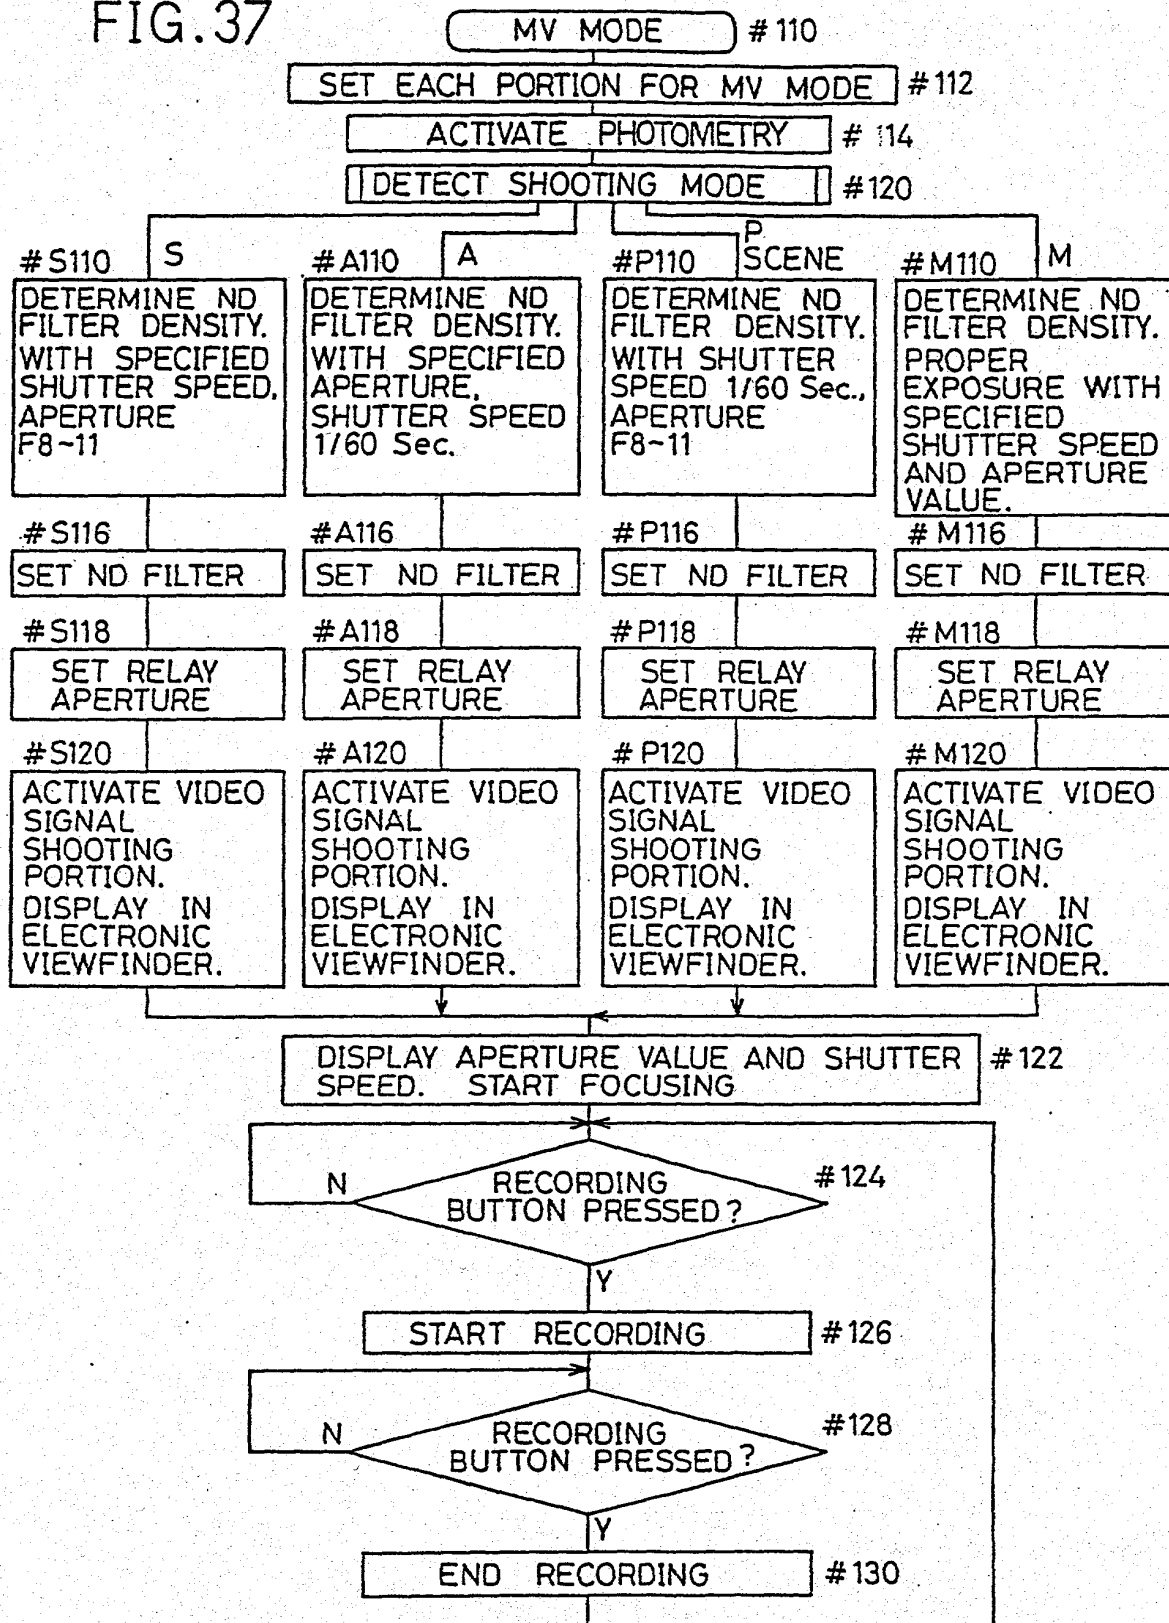 FIG.37
MV MODE #110
SET EACH PORTION FOR MV MODE #112
ACTIVATE PHOTOMETRY #114
DETECT SHOOTING MODE #120
#S110 S
DETERMINE ND
FILTER DENSITY.
WITH SPECIFIED
SHUTTER SPEED,
APERTURE
F8~11
#S116
SET ND FILTER
#S118
SET RELAY
APERTURE
#S120
ACTIVATE VIDEO
SIGNAL
SHOOTING
PORTION.
DISPLAY IN
ELECTRONIC
VIEWFINDER.
#A110 A
DETERMINE ND
FILTER DENSITY.
WITH SPECIFIED
APERTURE,
SHUTTER SPEED
1/60 Sec.
#A116
SET ND FILTER
#A118
SET RELAY
APERTURE
#A120
ACTIVATE VIDEO
SIGNAL
SHOOTING
PORTION.
DISPLAY IN
ELECTRONIC
VIEWFINDER.
P
#P110 SCENE
DETERMINE ND
FILTER DENSITY.
WITH SHUTTER
SPEED 1/60 Sec.,
APERTURE
F8~11
#P116
SET ND FILTER
#P118
SET RELAY
APERTURE
#P120
ACTIVATE VIDEO
SIGNAL
SHOOTING
PORTION.
DISPLAY IN
ELECTRONIC
VIEWFINDER.
#M110 M
DETERMINE ND
FILTER DENSITY.
PROPER
EXPOSURE WITH
SPECIFIED
SHUTTER SPEED
AND APERTURE
VALUE.
#M116
SET ND FILTER
#M118
SET RELAY
APERTURE
#M120
ACTIVATE VIDEO
SIGNAL
SHOOTING
PORTION.
DISPLAY IN
ELECTRONIC
VIEWFINDER.
DISPLAY APERTURE VALUE AND SHUTTER #122
SPEED. START FOCUSING
N RECORDING #124
BUTTON PRESSED?
Y
START RECORDING #126
N RECORDING #128
BUTTON PRESSED?
Y
END RECORDING #130